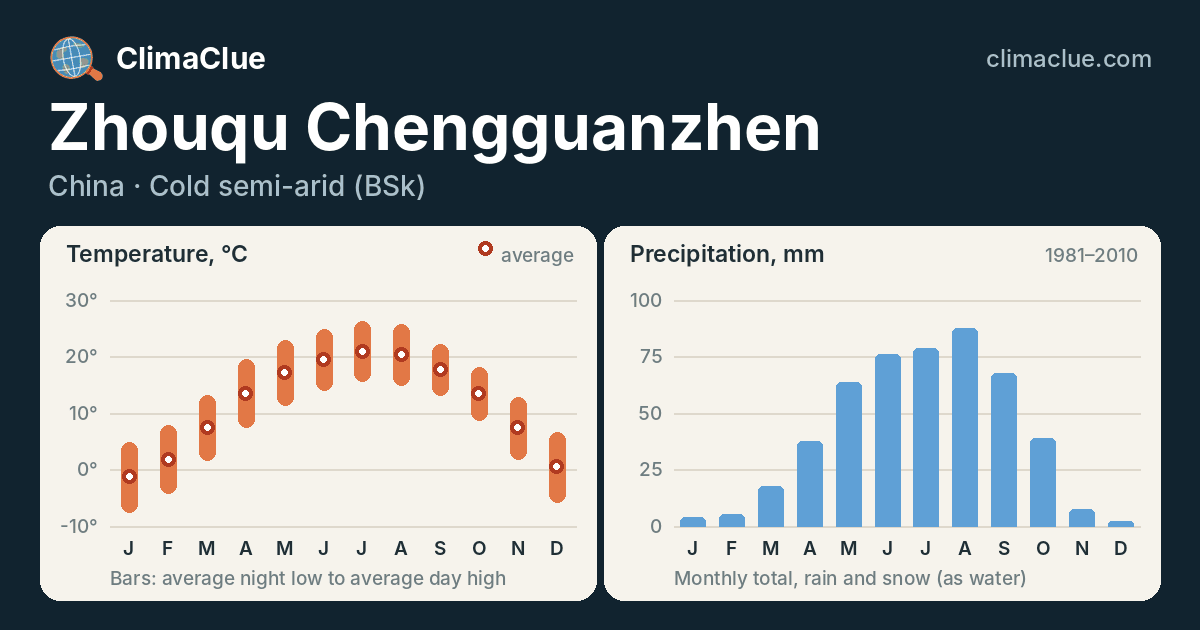 ClimaClue
climaclue.com
Zhouqu Chengguanzhen
China · Cold semi-arid (BSk)
Temperature, °C
average
30°
20°
10°
0°
-10°
J F M A M J J A S O N D
Bars: average night low to average day high
Precipitation, mm
1981–2010
100
75
50
25
0
J F M A M J J A S O N D
Monthly total, rain and snow (as water)